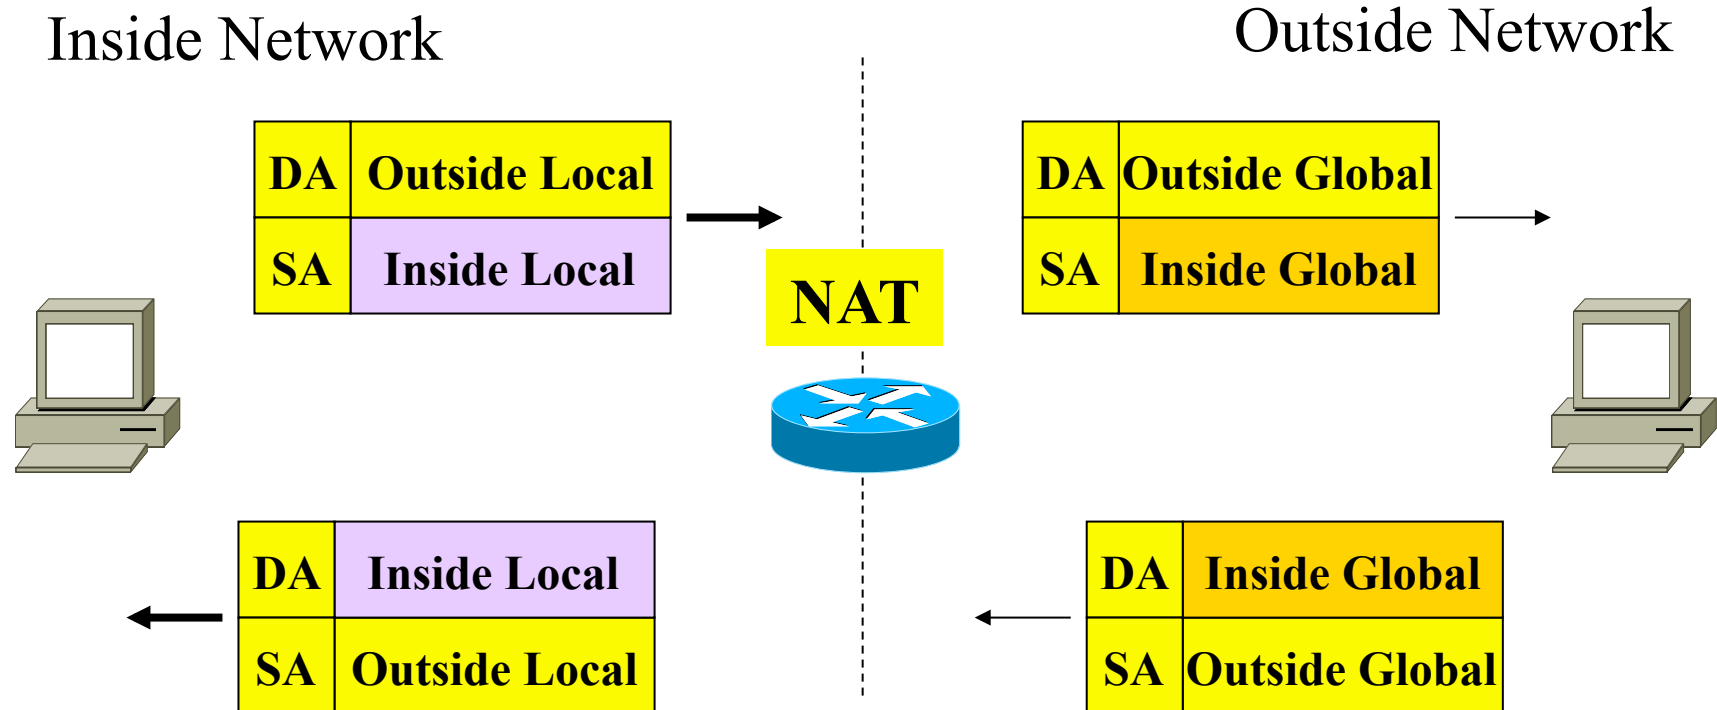 Inside Network
Outside Network
DA Outside Local
SA Inside Local
NAT
DA Outside Global
SA Inside Global
DA Inside Local
SA Outside Local
DA Inside Global
SA Outside Global